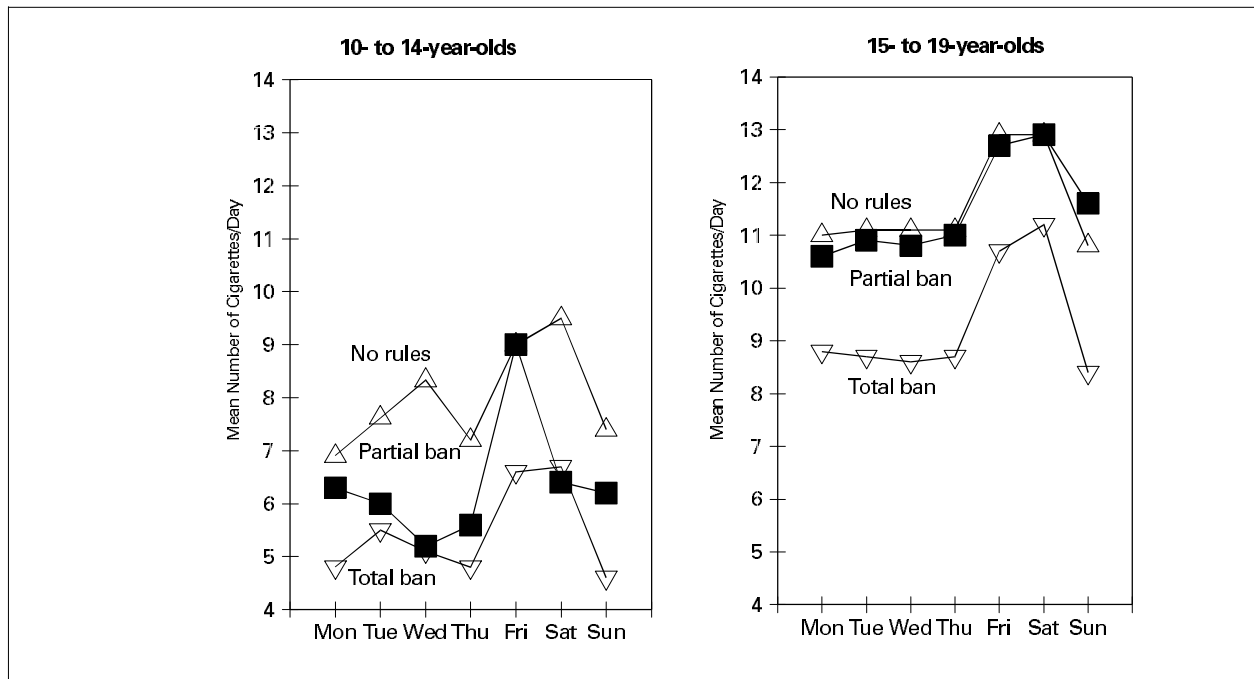 10- to 14-year-olds
14
13
12
11
10
9
8
7
6
5
4
Mean Number of Cigarettes/Day
No rules
Partial ban
Total ban
Mon Tue Wed Thu Fri Sat Sun
15- to 19-year-olds
14
13
12
11
10
9
8
7
6
5
4
Mean Number of Cigarettes/Day
No rules
Partial ban
Total ban
Mon Tue Wed Thu Fri Sat Sun